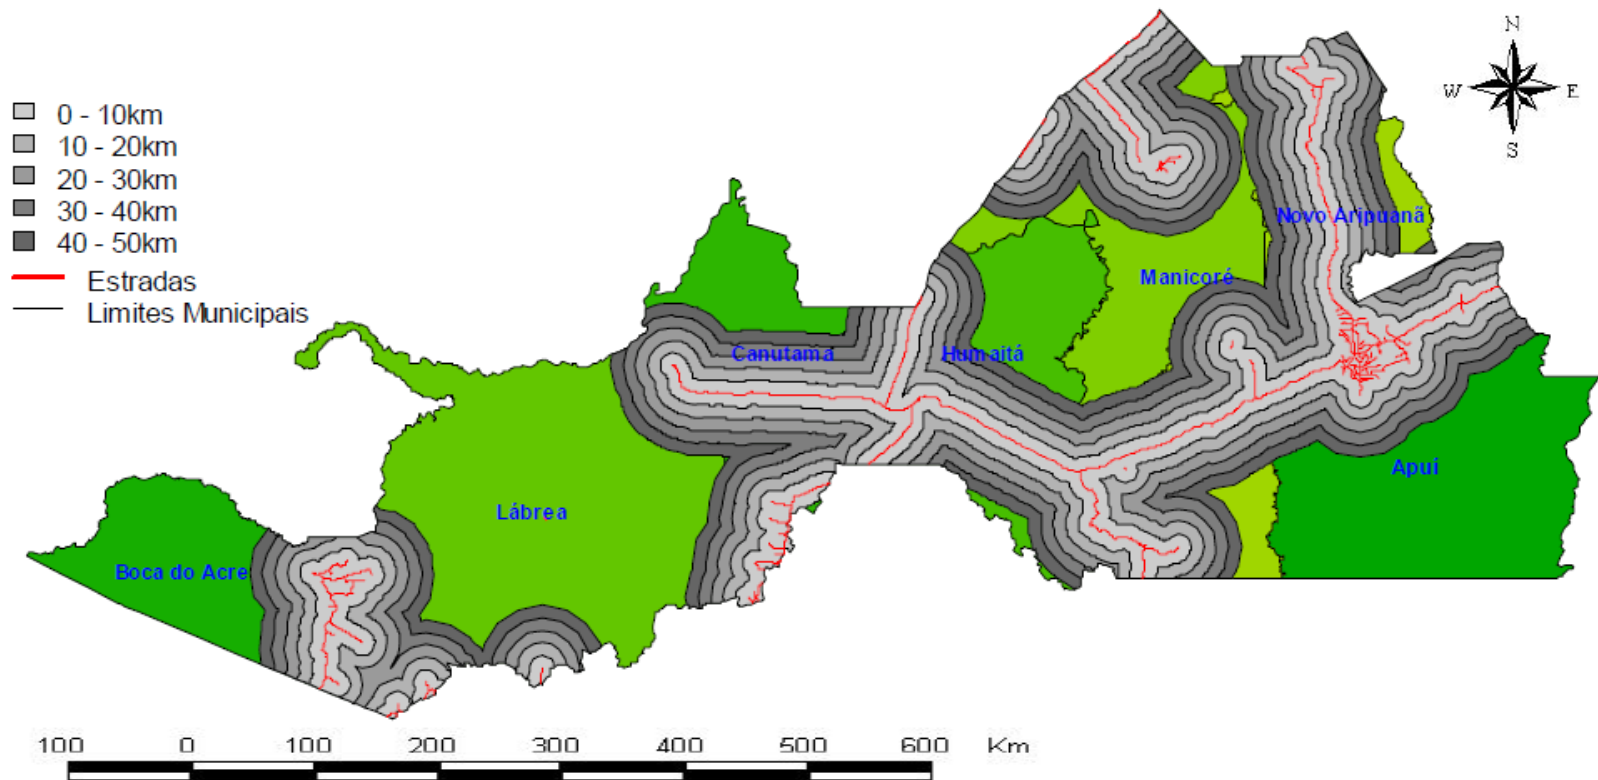 N
W E
S
0 - 10km
10 - 20km
20 - 30km
30 - 40km
40 - 50km
Estradas
Limites Municipais
Novo Aripuanã
Manicoré
Canutama
Humaitá
Apuí
Lábrea
Boca do Acre
100 0 100 200 300 400 500 600 Km